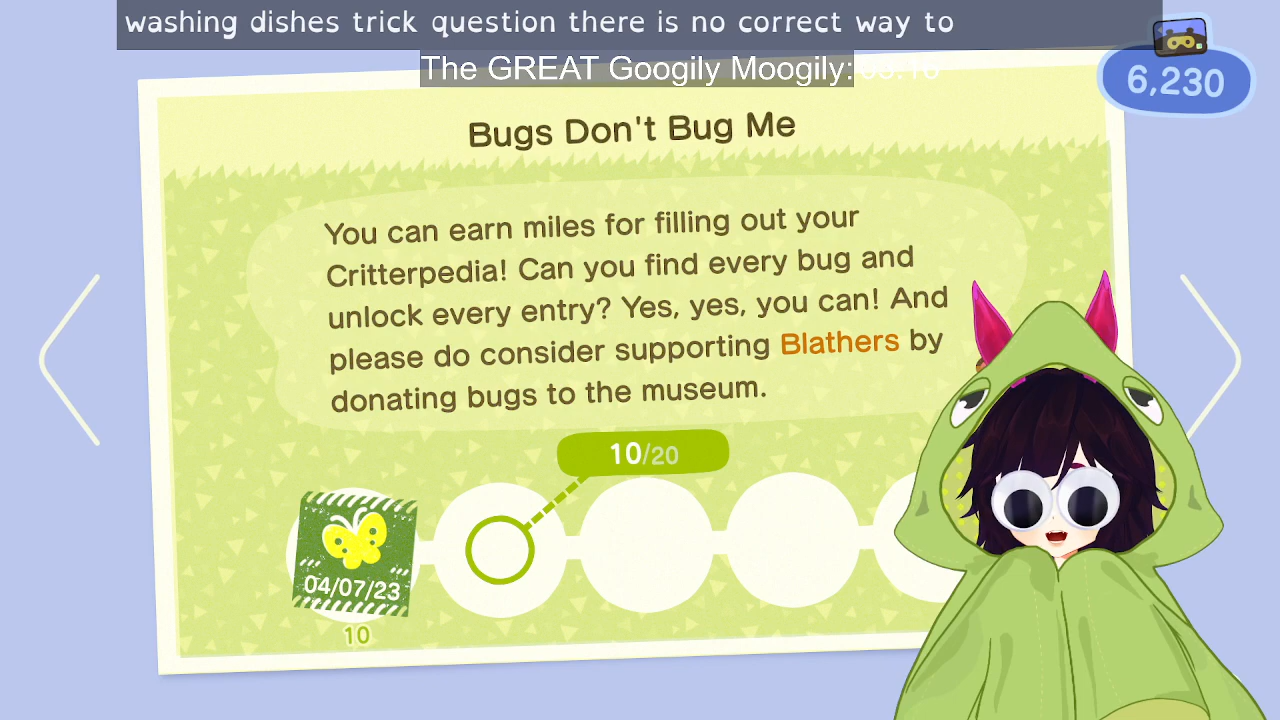 washing dishes trick question there is no correct way to
The GREAT Googily Moogily: 00:16
6,230
Bugs Don't Bug Me
You can earn miles for filling out your
Critterpedia! Can you find every bug and
unlock every entry? Yes, yes, you can! And
please do consider supporting Blathers by
donating bugs to the museum.
10/20
04/07/23
10